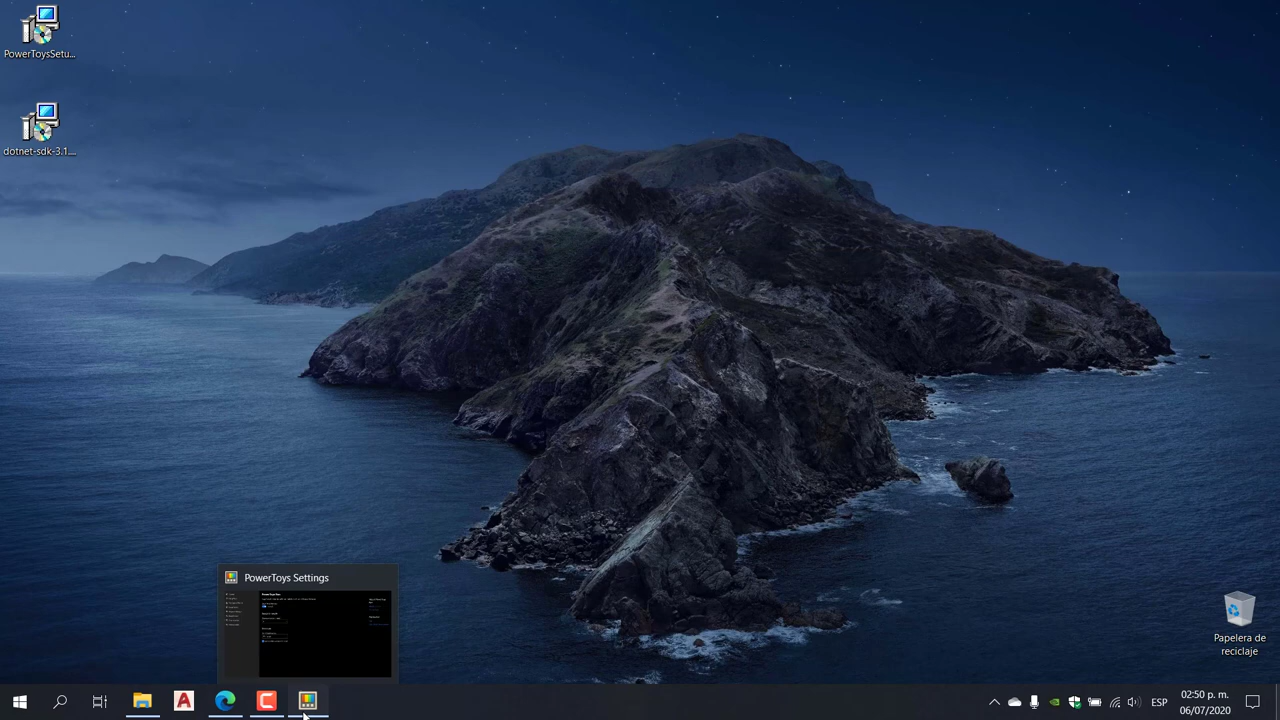 PowerToysSetu...
dotnet-sdk-3.1....
PowerToys Settings
Papelera de
reciclaje
ESP
02:50 p. m.
06/07/2020